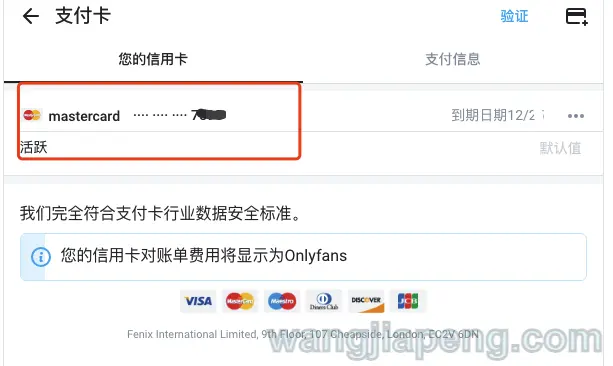 支付卡
验证
您的信用卡 支付信息
mastercard ···· ···· ···· 7 到期日期12/2
活跃 默认值
我们完全符合支付卡行业数据安全标准。
您的信用卡对账单费用将显示为Onlyfans
VISA MasterCard Maestro Diners Club DISCOVER JCB
Fenix International Limited, 9th Floor, 107 Cheapside, London, EC2V 6DN
wangjiapeng.com